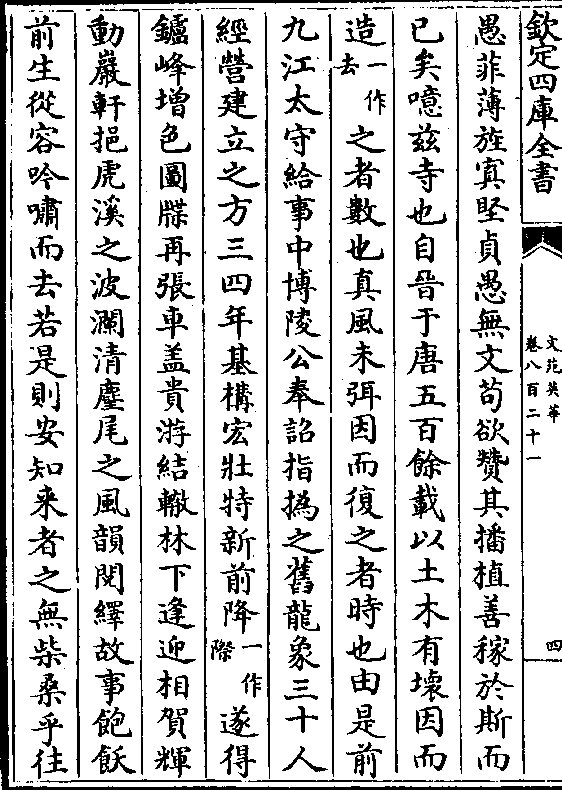 欽定四庫全書
文苑英華
卷八百二十一
四
愚菲薄旌寘堅貞愚無文苟欲贊其播植善稼於斯而
已矣噫茲寺也自晉于唐五百餘載以土木有壞因而
造一作去之者數也真風未弭因而復之者時也由是前
九江太守給事中博陵公奉詔指撝之舊龍象三十人
經營建立之方三四年基構宏壯特新前降一作際遂得
鑪峰增色圖牒再張車盖貴游結轍林下逢迎相賀輝
動巖軒挹虎溪之波瀾清麈尾之風韻閱繹故事飽飫
前生從容吟嘯而去若是則安知来者之無柴桑乎往